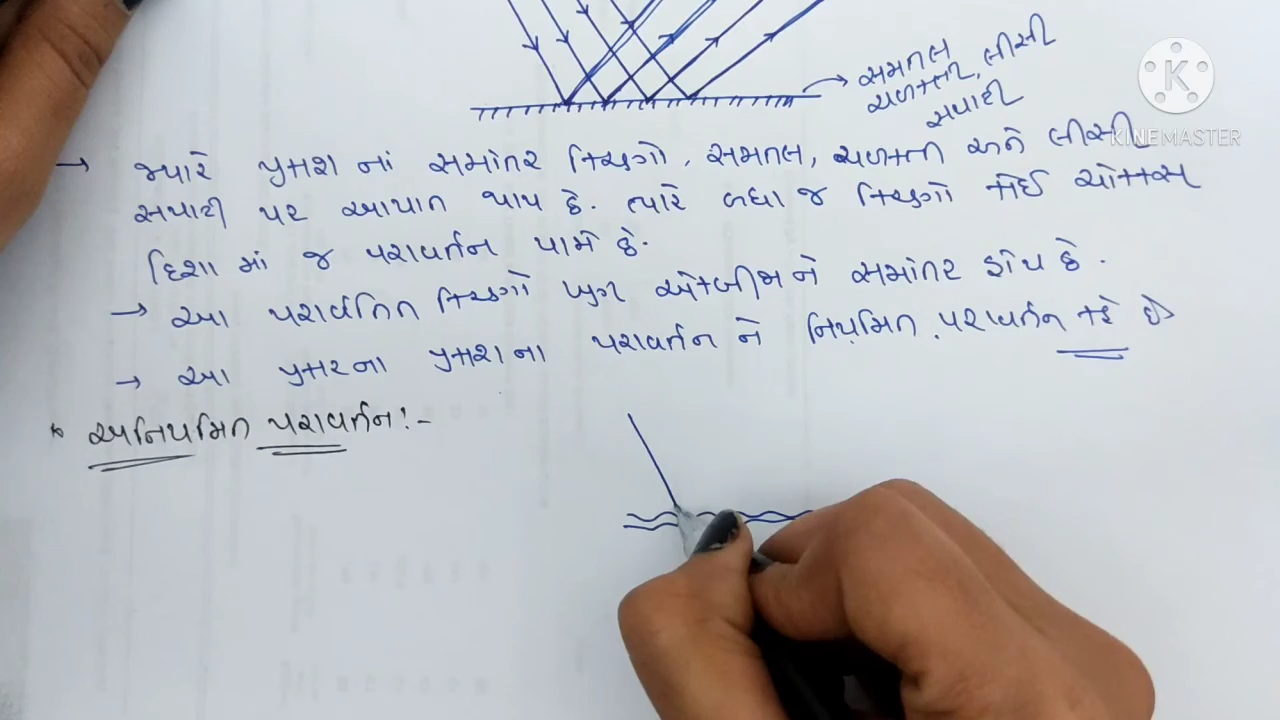 સમતલ
ચળકતી, લીસી
સપાટી
K
KINEMASTER
→ જ્યારે પ્રકાશ નાં સમાંતર કિરણો, સમતલ, ચળકતી અને લીસી
સપાટી પર આપાત થાય છે. ત્યારે બધા જ કિરણો કોઈ ચોક્કસ
દિશા માં જ પરાવર્તન પામે છે.
→ આ પરાવર્તિત કિરણો પણ એકબીજા ને સમાંતર હોય છે.
→ આ પ્રકારના પ્રકાશના પરાવર્તન ને નિયમિત પરાવર્તન કહે છે
* અનિયમિત પરાવર્તન:-